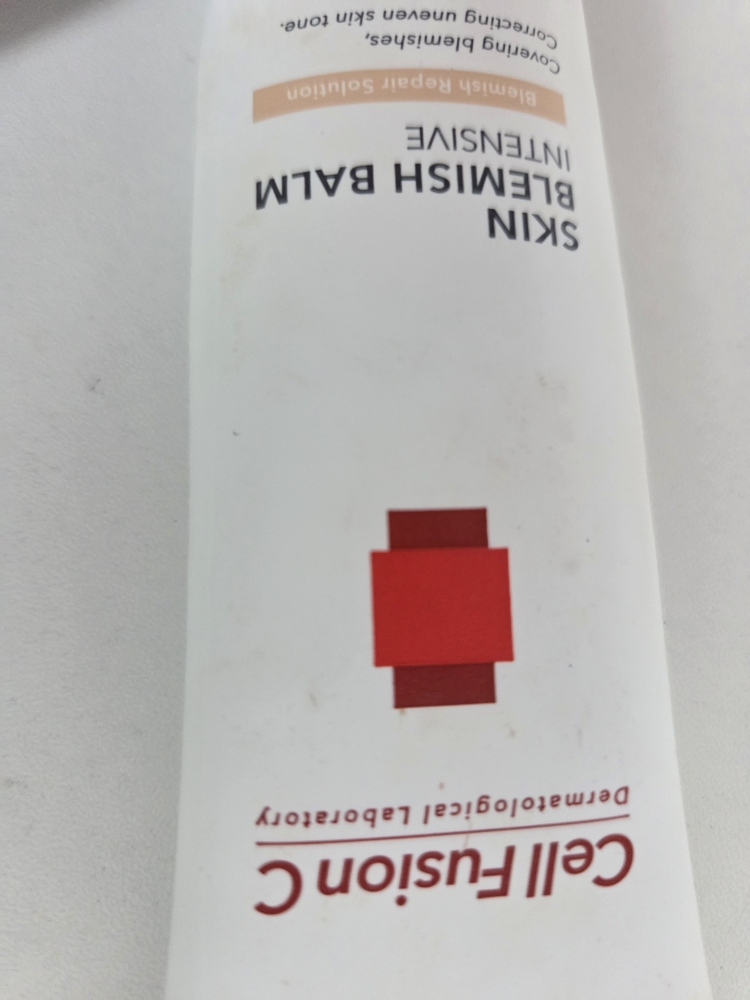 Cell Fusion C
Dermatological Laboratory
SKIN
BLEMISH BALM
INTENSIVE
Blemish Repair Solution
Covering blemishes,
Correcting uneven skin tone.